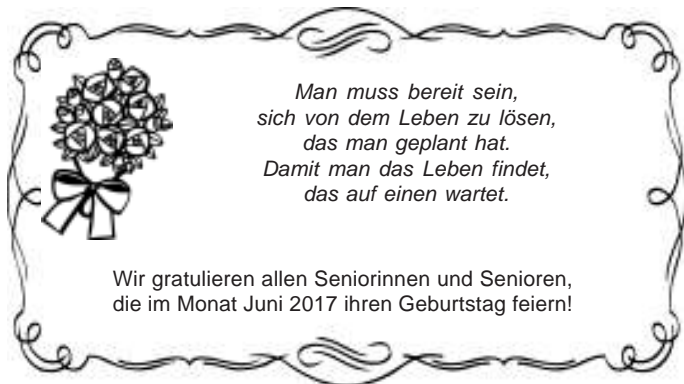 Man muss bereit sein,
sich von dem Leben zu lösen,
das man geplant hat.
Damit man das Leben findet,
das auf einen wartet.
Wir gratulieren allen Seniorinnen und Senioren,
die im Monat Juni 2017 ihren Geburtstag feiern!